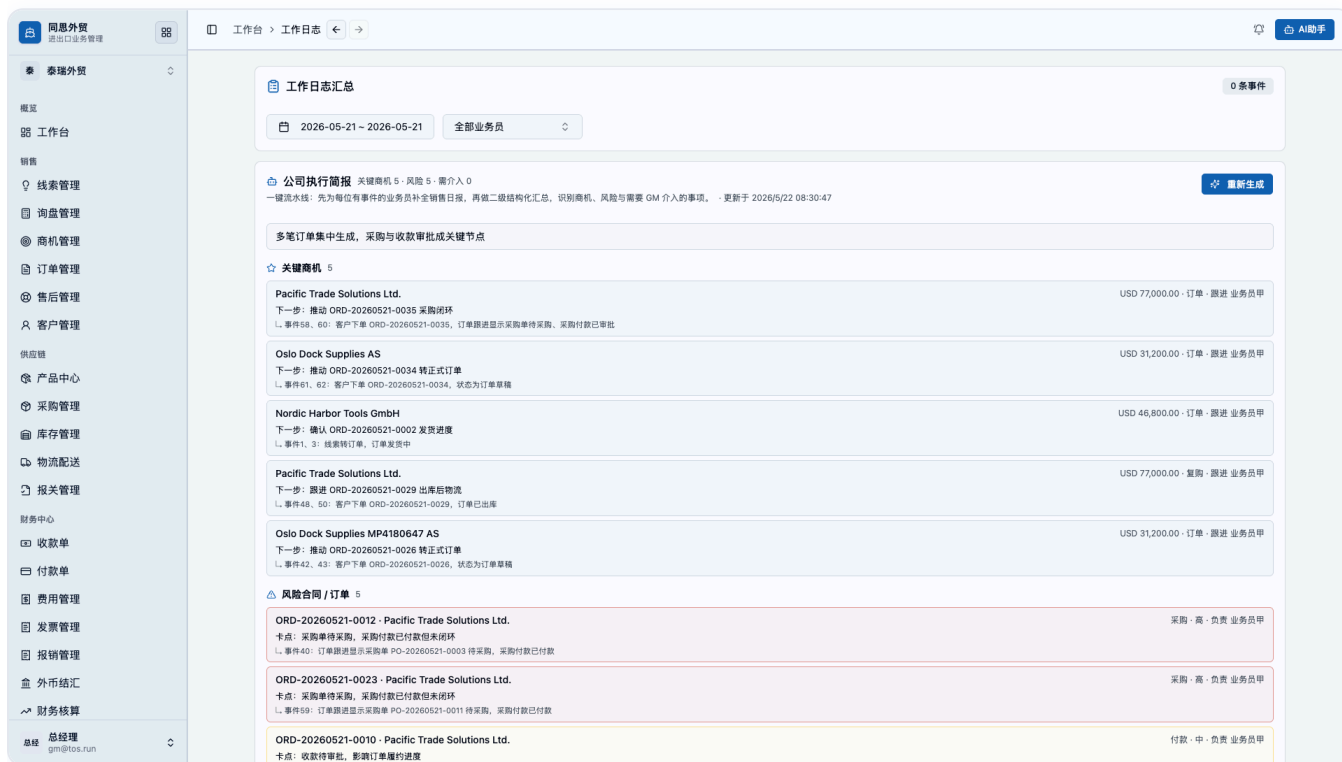 同思外贸
进出口业务管理
泰 泰瑞外贸
概览
工作台
销售
线索管理
询盘管理
商机管理
订单管理
售后管理
客户管理
供应链
产品中心
采购管理
库存管理
物流配送
报关管理
财务中心
收款单
付款单
费用管理
发票管理
报销管理
外币结汇
财务核算
总经 总经理
gm@tos.run
工作台 > 工作日志 ← →
AI助手
工作日志汇总
0 条事件
2026-05-21 ~ 2026-05-21
全部业务员
公司执行简报 关键商机 5 · 风险 5 · 需介入 0
重新生成
一键流水线：先为每位有事件的业务员补全销售日报，再做二级结构化汇总，识别商机、风险与需要 GM 介入的事项。 · 更新于 2026/5/22 08:30:47
多笔订单集中生成，采购与收款审批成关键节点
关键商机 5
Pacific Trade Solutions Ltd.
USD 77,000.00 · 订单 · 跟进 业务员甲
下一步：推动 ORD-20260521-0035 采购闭环
事件58、60：客户下单 ORD-20260521-0035，订单跟进显示采购单待采购、采购付款已审批
Oslo Dock Supplies AS
USD 31,200.00 · 订单 · 跟进 业务员甲
下一步：推动 ORD-20260521-0034 转正式订单
事件61、62：客户下单 ORD-20260521-0034，状态为订单草稿
Nordic Harbor Tools GmbH
USD 46,800.00 · 订单 · 跟进 业务员甲
下一步：确认 ORD-20260521-0002 发货进度
事件1、3：线索转订单，订单发货中
Pacific Trade Solutions Ltd.
USD 77,000.00 · 复购 · 跟进 业务员甲
下一步：跟进 ORD-20260521-0029 出库后物流
事件48、50：客户下单 ORD-20260521-0029，订单已出库
Oslo Dock Supplies MP4180647 AS
USD 31,200.00 · 订单 · 跟进 业务员甲
下一步：推动 ORD-20260521-0026 转正式订单
事件42、43：客户下单 ORD-20260521-0026，状态为订单草稿
风险合同 / 订单 5
ORD-20260521-0012 · Pacific Trade Solutions Ltd.
采购 · 高 · 负责 业务员甲
卡点：采购单待采购，采购付款已付款但未闭环
事件40：订单跟进显示采购单 PO-20260521-0003 待采购，采购付款已付款
ORD-20260521-0023 · Pacific Trade Solutions Ltd.
采购 · 高 · 负责 业务员甲
卡点：采购单待采购，采购付款已付款但未闭环
事件59：订单跟进显示采购单 PO-20260521-0011 待采购，采购付款已付款
ORD-20260521-0010 · Pacific Trade Solutions Ltd.
付款 · 中 · 负责 业务员甲
卡点：收款待审批，影响订单履约进度